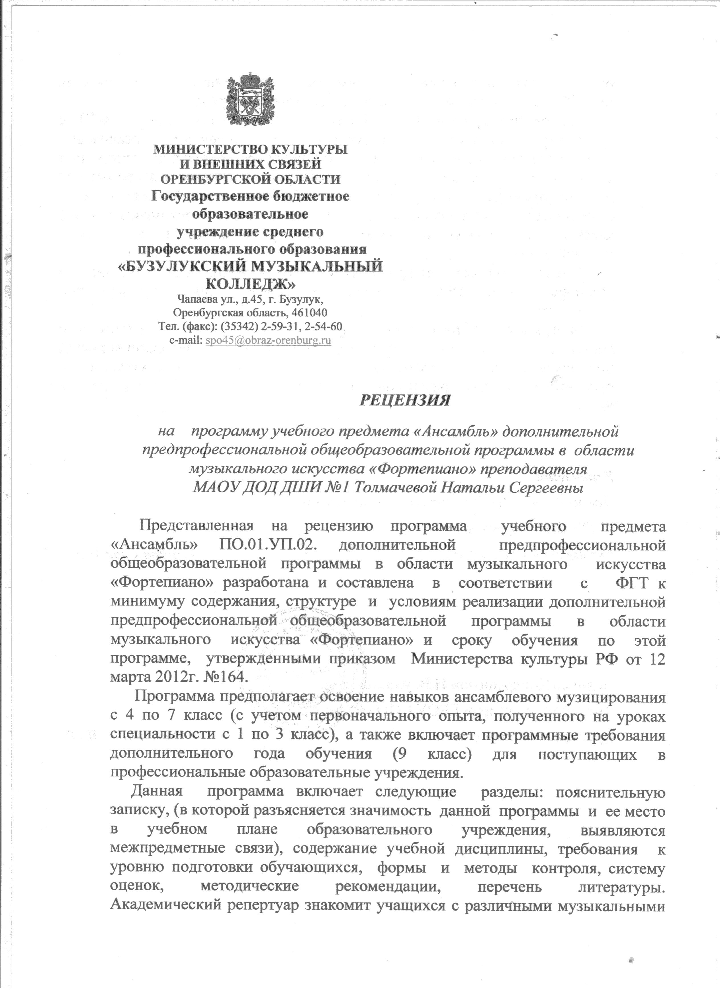 МИНИСТЕРСТВО КУЛЬТУРЫ
И ВНЕШНИХ СВЯЗЕЙ
ОРЕНБУРГСКОЙ ОБЛАСТИ
Государственное бюджетное
образовательное
учреждение среднего
профессионального образования
«БУЗУЛУКСКИЙ МУЗЫКАЛЬНЫЙ
КОЛЛЕДЖ»
Чапаева ул., д.45, г. Бузулук,
Оренбургская область, 461040
Тел. (факс): (35342) 2-59-31, 2-54-60
e-mail: spo45@obraz-orenburg.ru
РЕЦЕНЗИЯ
на программу учебного предмета «Ансамбль» дополнительной
предпрофессиональной общеобразовательной программы в области
музыкального искусства «Фортепиано» преподавателя
МАОУ ДОД ДШИ №1 Толмачевой Натальи Сергеевны
Представленная на рецензию программа учебного предмета
«Ансамбль» ПО.01.УП.02. дополнительной предпрофессиональной
общеобразовательной программы в области музыкального искусства
«Фортепиано» разработана и составлена в соответствии с ФГТ к
минимуму содержания, структуре и условиям реализации дополнительной
предпрофессиональной общеобразовательной программы в области
музыкального искусства «Фортепиано» и сроку обучения по этой
программе, утвержденными приказом Министерства культуры РФ от 12
марта 2012г. №164.
Программа предполагает освоение навыков ансамблевого музицирования
с 4 по 7 класс (с учетом первоначального опыта, полученного на уроках
специальности с 1 по 3 класс), а также включает программные требования
дополнительного года обучения (9 класс) для поступающих в
профессиональные образовательные учреждения.
Данная программа включает следующие разделы: пояснительную
записку, (в которой разъясняется значимость данной программы и ее место
в учебном плане образовательного учреждения, выявляются
межпредметные связи), содержание учебной дисциплины, требования к
уровню подготовки обучающихся, формы и методы контроля, систему
оценок, методические рекомендации, перечень литературы.
Академический репертуар знакомит учащихся с различными музыкальными